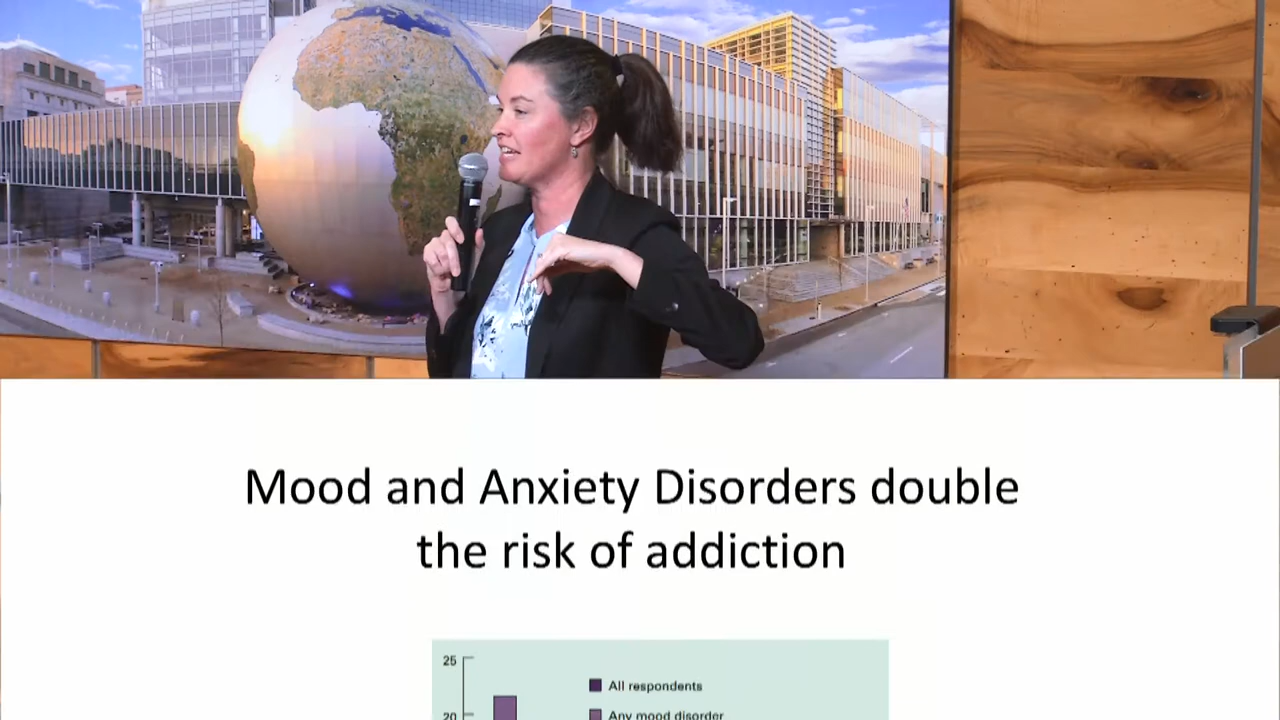 Mood and Anxiety Disorders double
the risk of addiction
25
All respondents
20
Any mood disorder